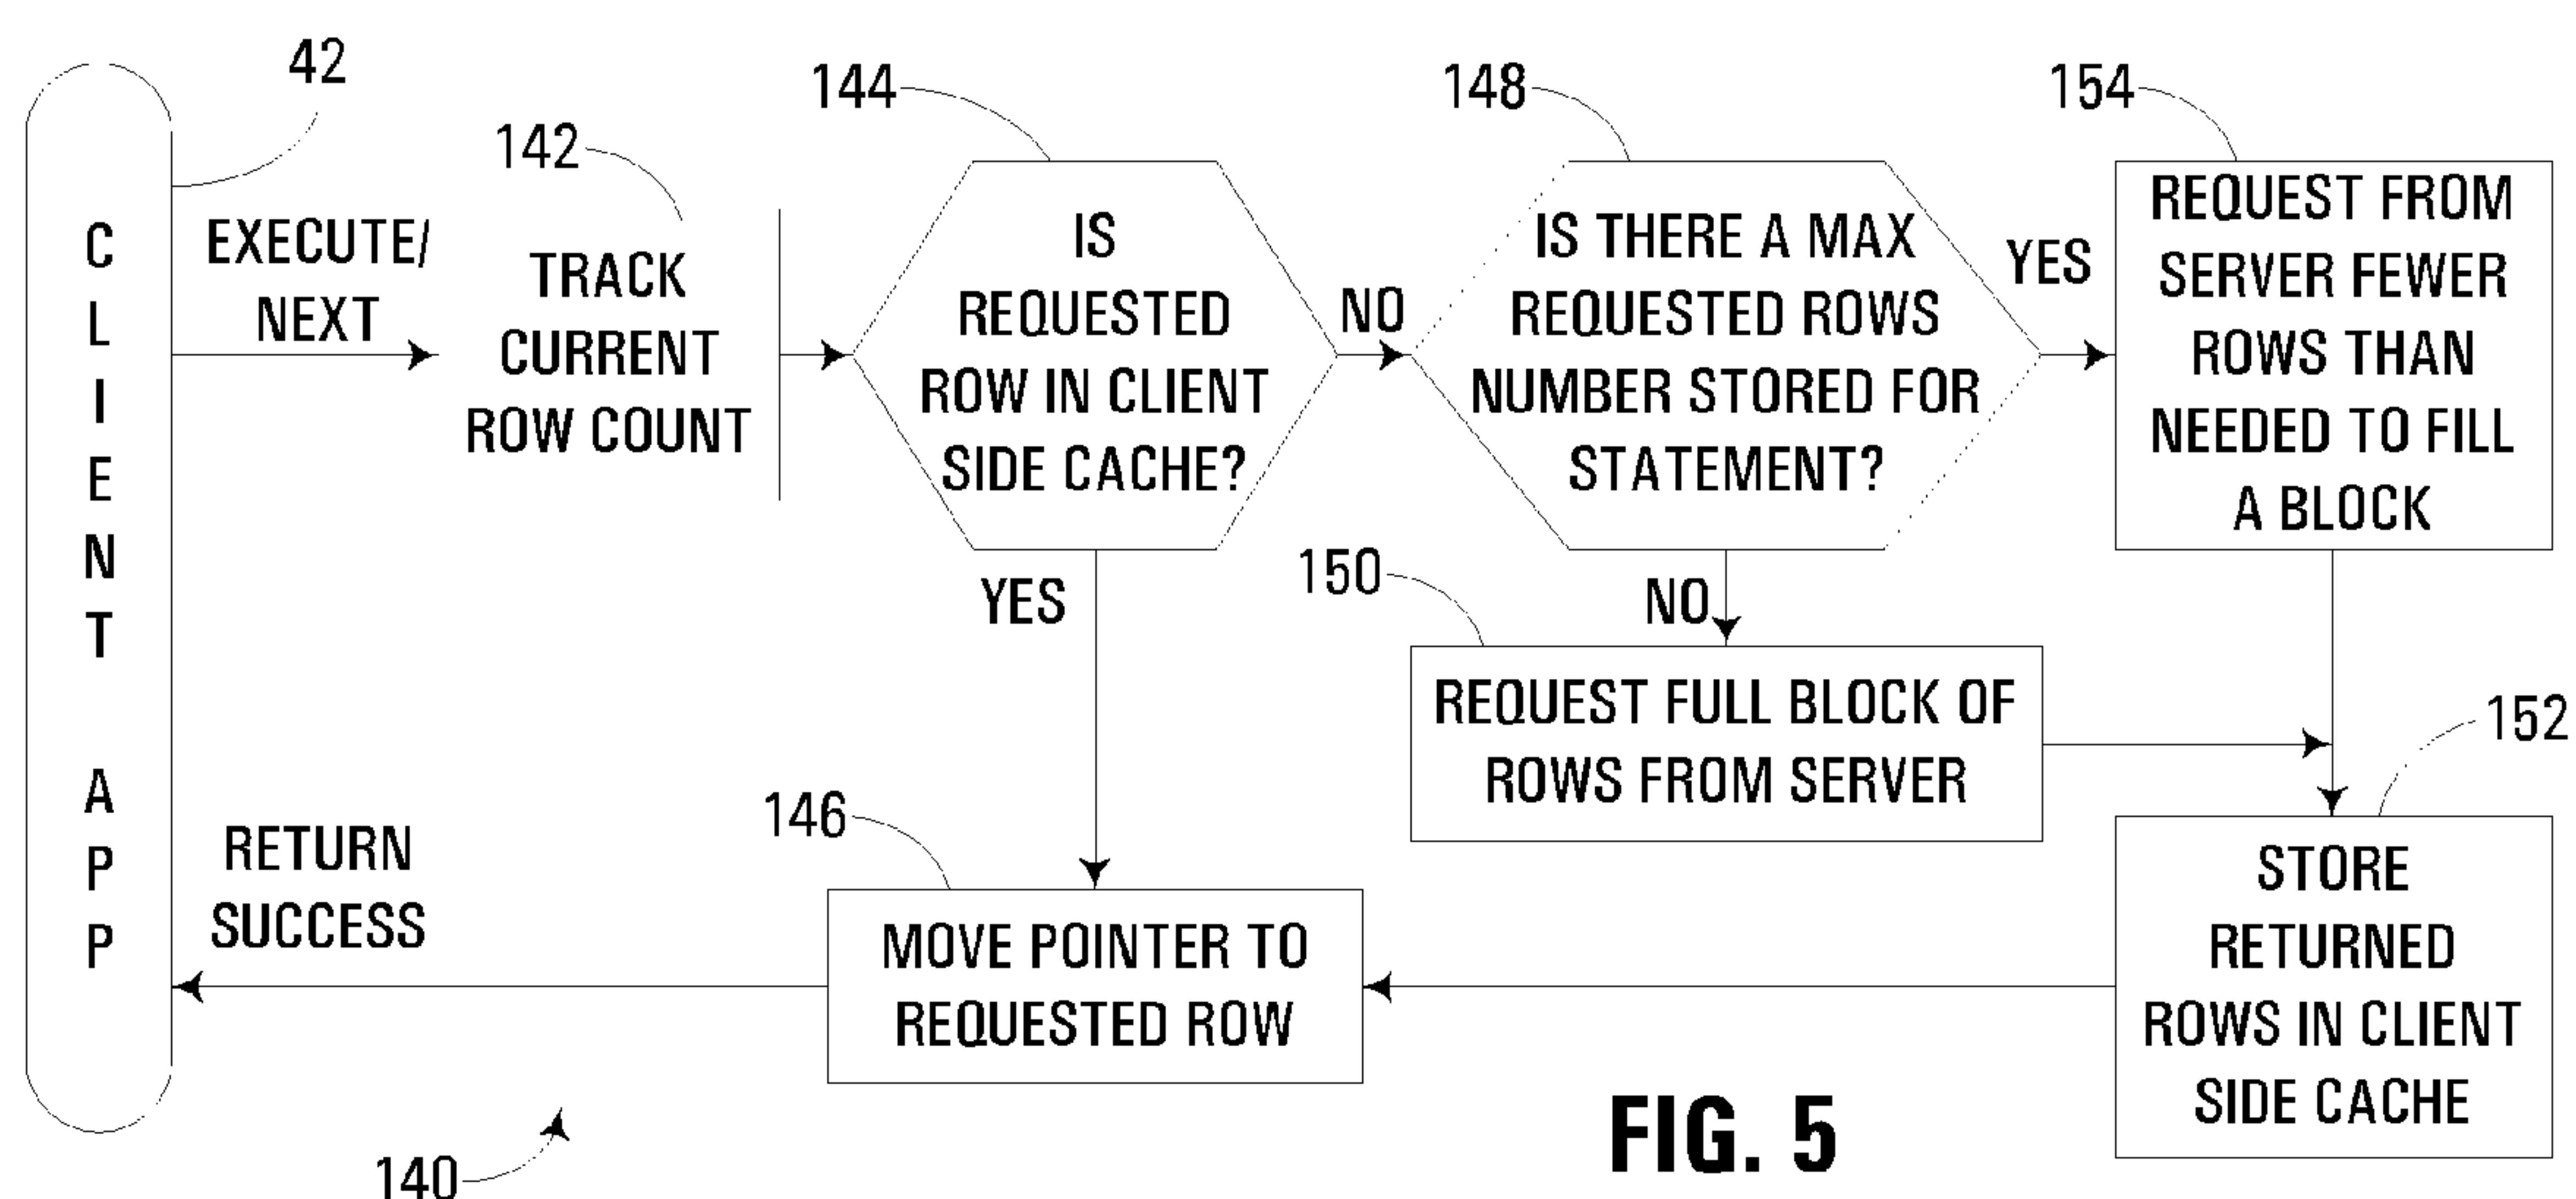 42
CLIENT APP
EXECUTE/
NEXT
142
TRACK
CURRENT
ROW COUNT
144
IS
REQUESTED
ROW IN CLIENT
SIDE CACHE?
NO
YES
148
IS THERE A MAX
REQUESTED ROWS
NUMBER STORED FOR
STATEMENT?
YES
NO
154
REQUEST FROM
SERVER FEWER
ROWS THAN
NEEDED TO FILL
A BLOCK
150
REQUEST FULL BLOCK OF
ROWS FROM SERVER
152
STORE
RETURNED
ROWS IN CLIENT
SIDE CACHE
146
MOVE POINTER TO
REQUESTED ROW
RETURN
SUCCESS
140
FIG. 5